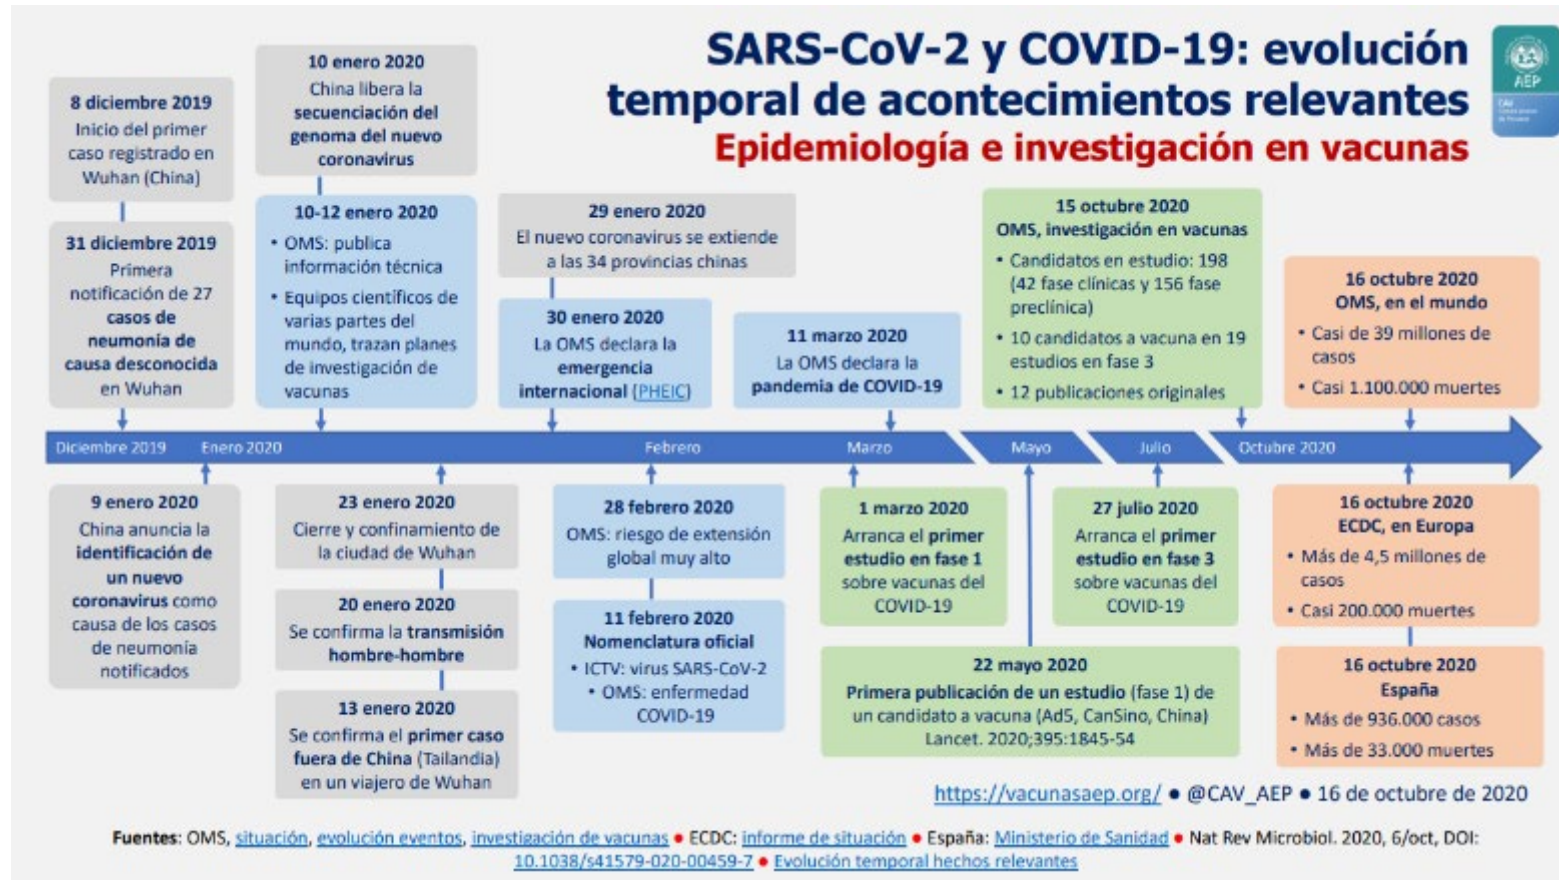 SARS-CoV-2 y COVID-19: evolución
temporal de acontecimientos relevantes
Epidemiología e investigación en vacunas
AEP
CAV
8 diciembre 2019
Inicio del primer
caso registrado en
Wuhan (China)
31 diciembre 2019
Primera
notificación de 27
casos de
neumonía de
causa desconocida
en Wuhan
10 enero 2020
China libera la
secuenciación del
genoma del nuevo
coronavirus
10-12 enero 2020
• OMS: publica
información técnica
• Equipos científicos de
varias partes del
mundo, trazan planes
de investigación de
vacunas
29 enero 2020
El nuevo coronavirus se extiende
a las 34 provincias chinas
30 enero 2020
La OMS declara la
emergencia
internacional (PHEIC)
11 marzo 2020
La OMS declara la
pandemia de COVID-19
15 octubre 2020
OMS, investigación en vacunas
• Candidatos en estudio: 198
(42 fase clínicas y 156 fase
preclínica)
• 10 candidatos a vacuna en 19
estudios en fase 3
• 12 publicaciones originales
16 octubre 2020
OMS, en el mundo
• Casi de 39 millones de
casos
• Casi 1.100.000 muertes
Diciembre 2019 Enero 2020 Febrero Marzo Mayo Julio Octubre 2020
9 enero 2020
China anuncia la
identificación de
un nuevo
coronavirus como
causa de los casos
de neumonía
notificados
23 enero 2020
Cierre y confinamiento de
la ciudad de Wuhan
20 enero 2020
Se confirma la transmisión
hombre-hombre
13 enero 2020
Se confirma el primer caso
fuera de China (Tailandia)
en un viajero de Wuhan
28 febrero 2020
OMS: riesgo de extensión
global muy alto
11 febrero 2020
Nomenclatura oficial
• ICTV: virus SARS-CoV-2
• OMS: enfermedad
COVID-19
1 marzo 2020
Arranca el primer
estudio en fase 1
sobre vacunas del
COVID-19
27 julio 2020
Arranca el primer
estudio en fase 3
sobre vacunas del
COVID-19
22 mayo 2020
Primera publicación de un estudio (fase 1) de
un candidato a vacuna (Ad5, CanSino, China)
Lancet. 2020;395:1845-54
16 octubre 2020
ECDC, en Europa
• Más de 4,5 millones de
casos
• Casi 200.000 muertes
16 octubre 2020
España
• Más de 936.000 casos
• Más de 33.000 muertes
https://vacunasaep.org/ ● @CAV_AEP ● 16 de octubre de 2020
Fuentes: OMS, situación, evolución eventos, investigación de vacunas ● ECDC: informe de situación ● España: Ministerio de Sanidad ● Nat Rev Microbiol. 2020, 6/oct, DOI:
10.1038/s41579-020-00459-7 ● Evolución temporal hechos relevantes